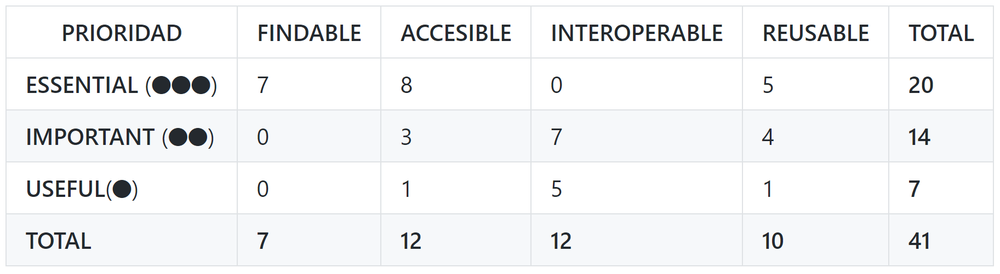 PRIORIDAD FINDABLE ACCESIBLE INTEROPERABLE REUSABLE TOTAL
ESSENTIAL (●●●) 7 8 0 5 20
IMPORTANT (●●) 0 3 7 4 14
USEFUL(●) 0 1 5 1 7
TOTAL 7 12 12 10 41